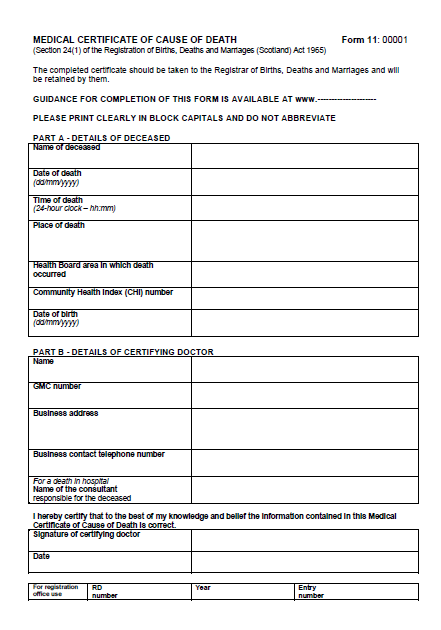 MEDICAL CERTIFICATE OF CAUSE OF DEATH Form 11: 00001
(Section 24(1) of the Registration of Births, Deaths and Marriages (Scotland) Act 1965)
The completed certificate should be taken to the Registrar of Births, Deaths and Marriages and will
be retained by them.
GUIDANCE FOR COMPLETION OF THIS FORM IS AVAILABLE AT www.---------------------
PLEASE PRINT CLEARLY IN BLOCK CAPITALS AND DO NOT ABBREVIATE
PART A - DETAILS OF DECEASED
Name of deceased
Date of death
(dd/mm/yyyy)
Time of death
(24-hour clock – hh:mm)
Place of death
Health Board area in which death
occurred
Community Health Index (CHI) number
Date of birth
(dd/mm/yyyy)
PART B - DETAILS OF CERTIFYING DOCTOR
Name
GMC number
Business address
Business contact telephone number
For a death in hospital
Name of the consultant
responsible for the deceased
I hereby certify that to the best of my knowledge and belief the information contained in this Medical
Certificate of Cause of Death is correct.
Signature of certifying doctor
Date
For registration
office use
RD
number
Year
Entry
number